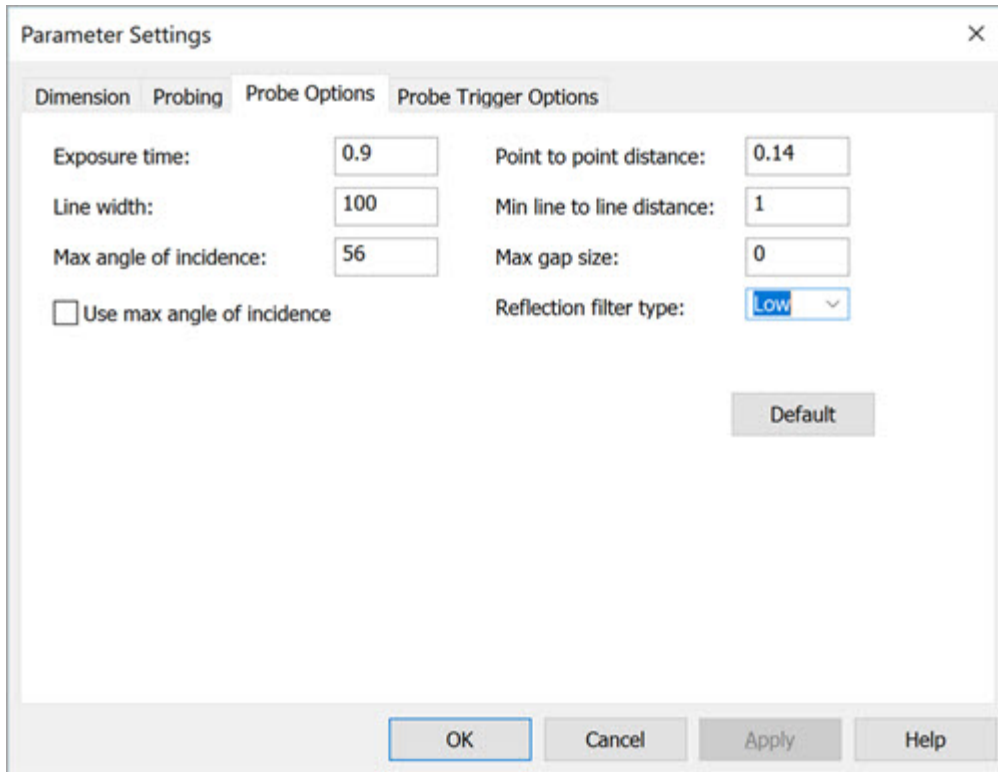 Parameter Settings
Dimension Probing Probe Options Probe Trigger Options
Exposure time: 0.9 Point to point distance: 0.14
Line width: 100 Min line to line distance: 1
Max angle of incidence: 56 Max gap size: 0
Use max angle of incidence Reflection filter type: Low
Default
OK Cancel Apply Help